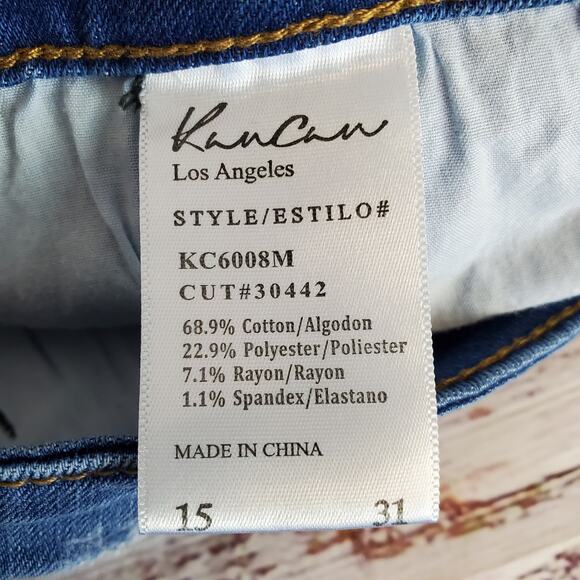 KanCan
Los Angeles
STYLE/ESTILO#
KC6008M
CUT#30442
68.9% Cotton/Algodon
22.9% Polyester/Poliester
7.1% Rayon/Rayon
1.1% Spandex/Elastano
MADE IN CHINA
15 31